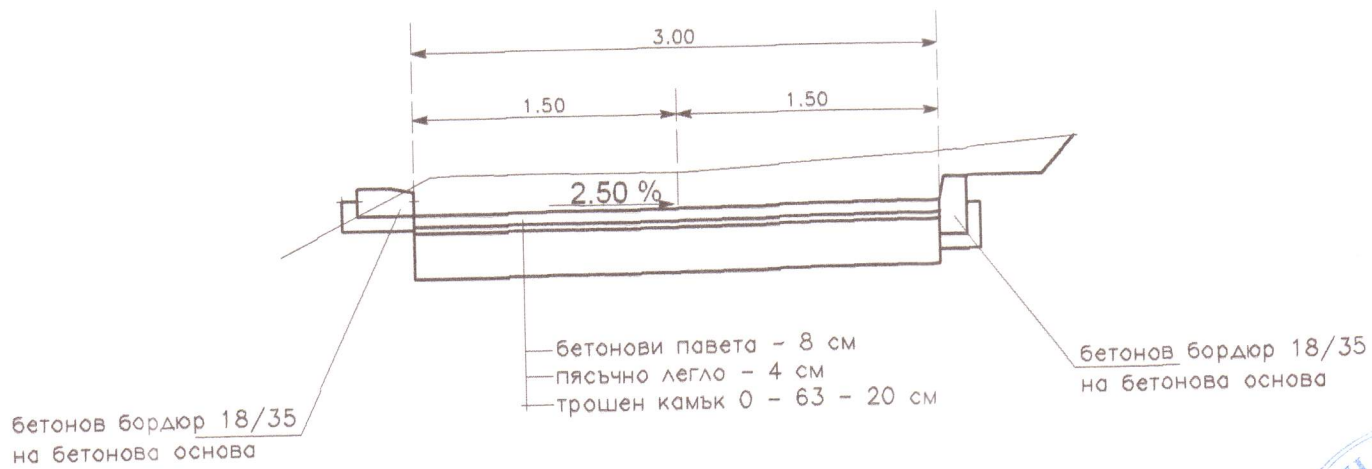 3.00
1.50
1.50
2.50 %
бетонови павета - 8 см
пясъчно легло - 4 см
трошен камък 0 - 63 - 20 см
бетонов бордюр 18/35
на бетонова основа
бетонов бордюр 18/35
на бетонова основа